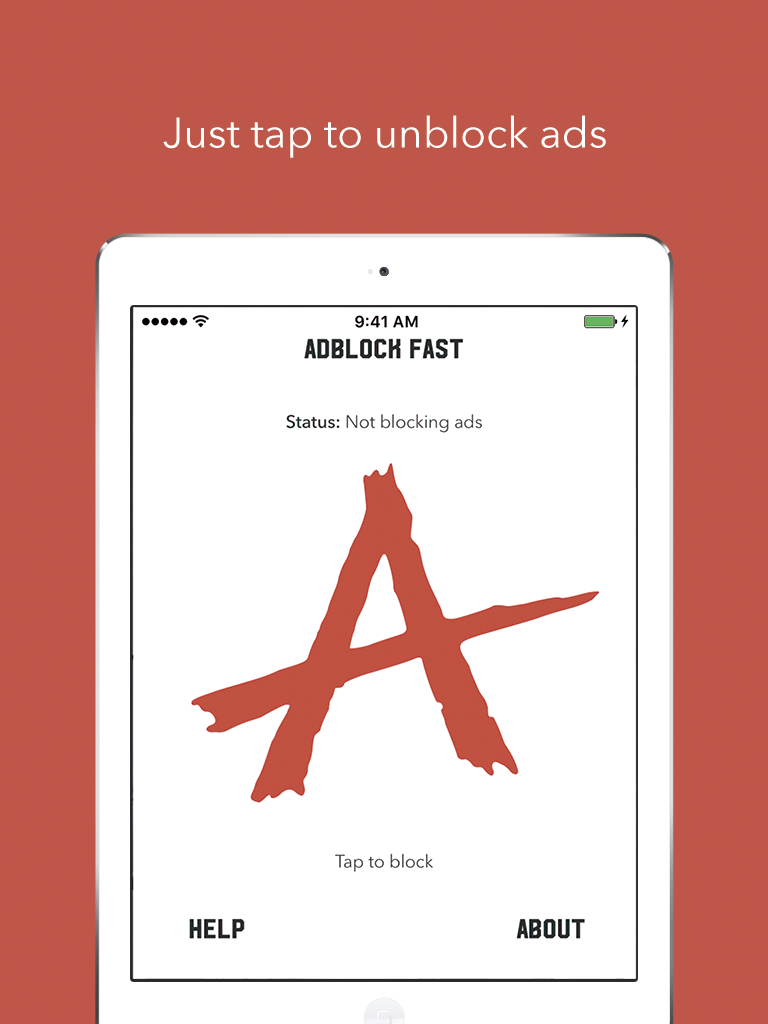 Just tap to unblock ads
9:41 AM
ADBLOCK FAST
Status: Not blocking ads
A
Tap to block
HELP
ABOUT